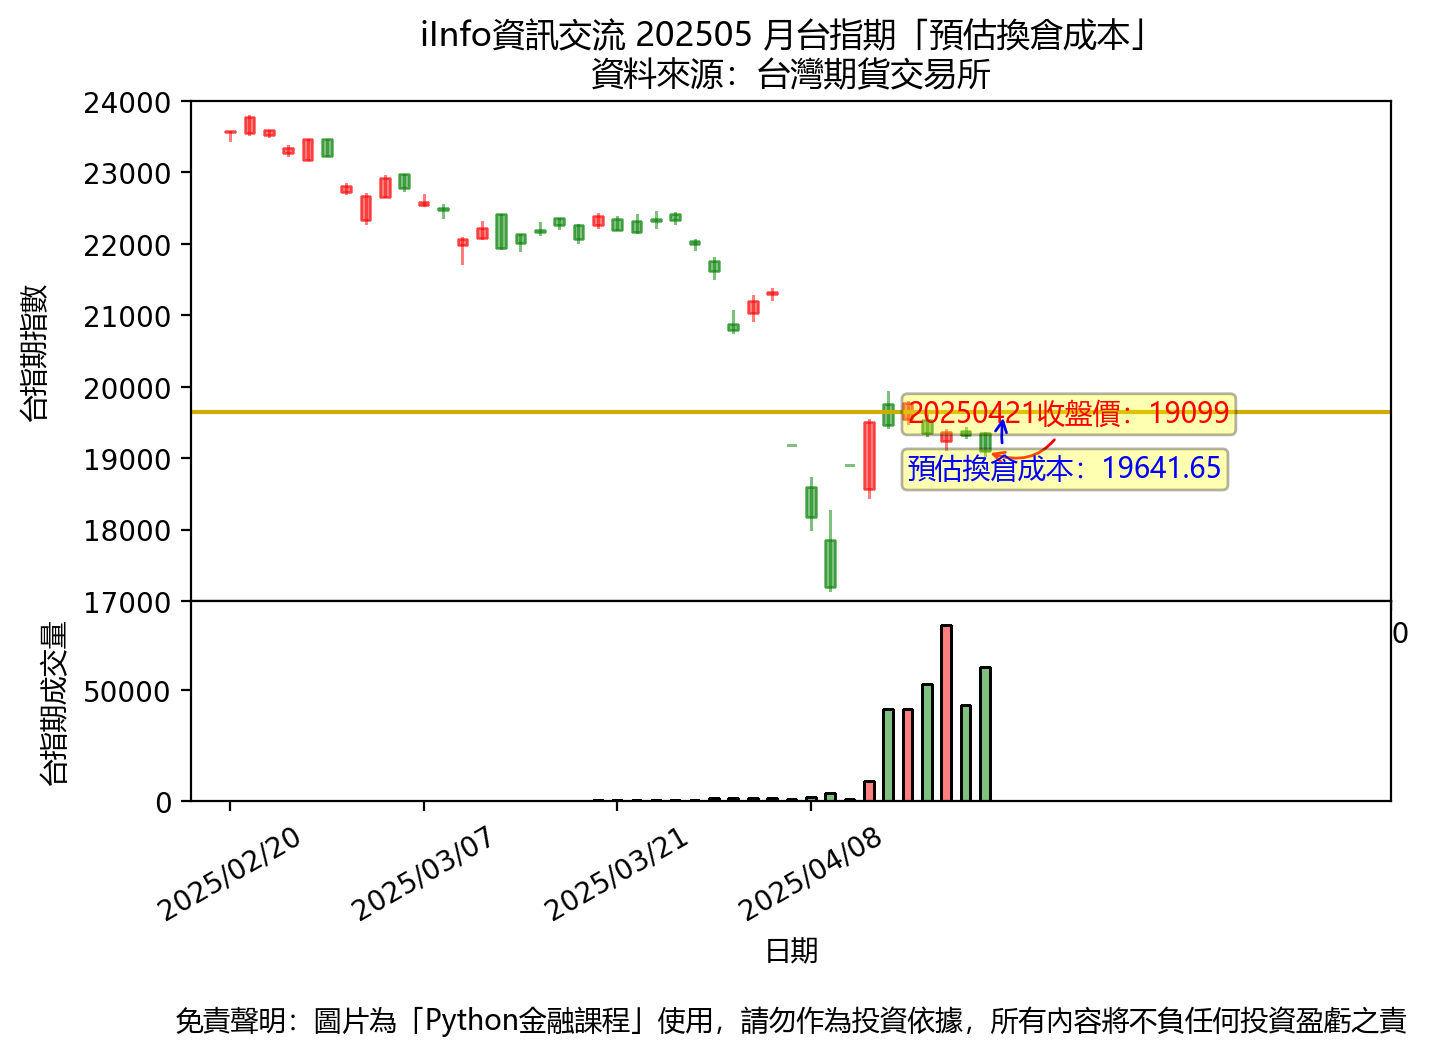 iInfo資訊交流 202505 月台指期「預估換倉成本」
資料來源：台灣期貨交易所
24000
23000
22000
21000
20000
19000
18000
17000
台指期指數
20250421收盤價：19099
預估換倉成本：19641.65
0
50000
0
台指期成交量
2025/02/20
2025/03/07
2025/03/21
2025/04/08
日期
免責聲明：圖片為「Python金融課程」使用，請勿作為投資依據，所有內容將不負任何投資盈虧之責